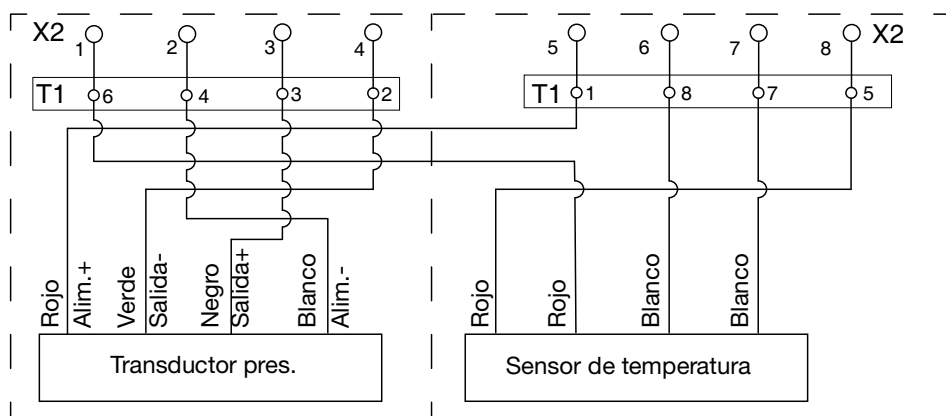 X2 1 2 3 4 5 6 7 8 X2
T1 6 4 3 2 T1 1 8 7 5
Rojo
Alim.+
Verde
Salida-
Negro
Salida+
Blanco
Alim.-
Rojo
Rojo
Blanco
Blanco
Transductor pres.
Sensor de temperatura